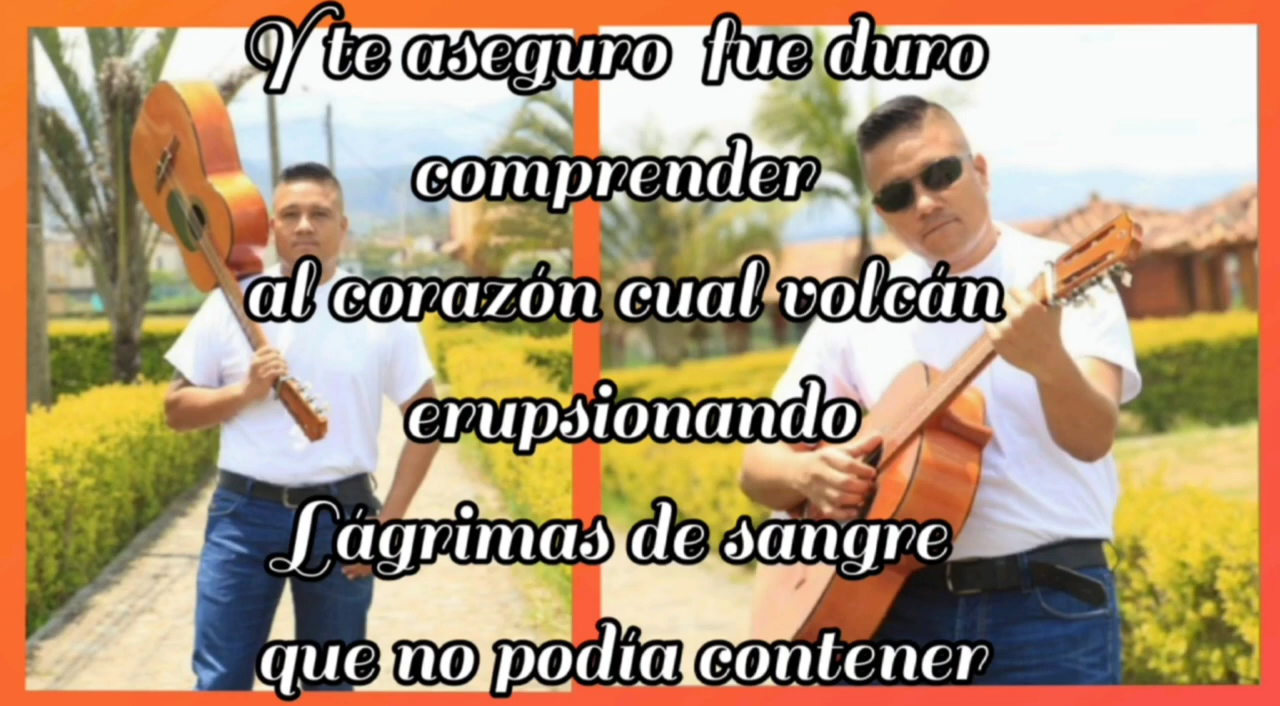 Y te aseguro fue duro
comprender
al corazón cual volcán
erupsionando
Lágrimas de sangre
que no podía contener